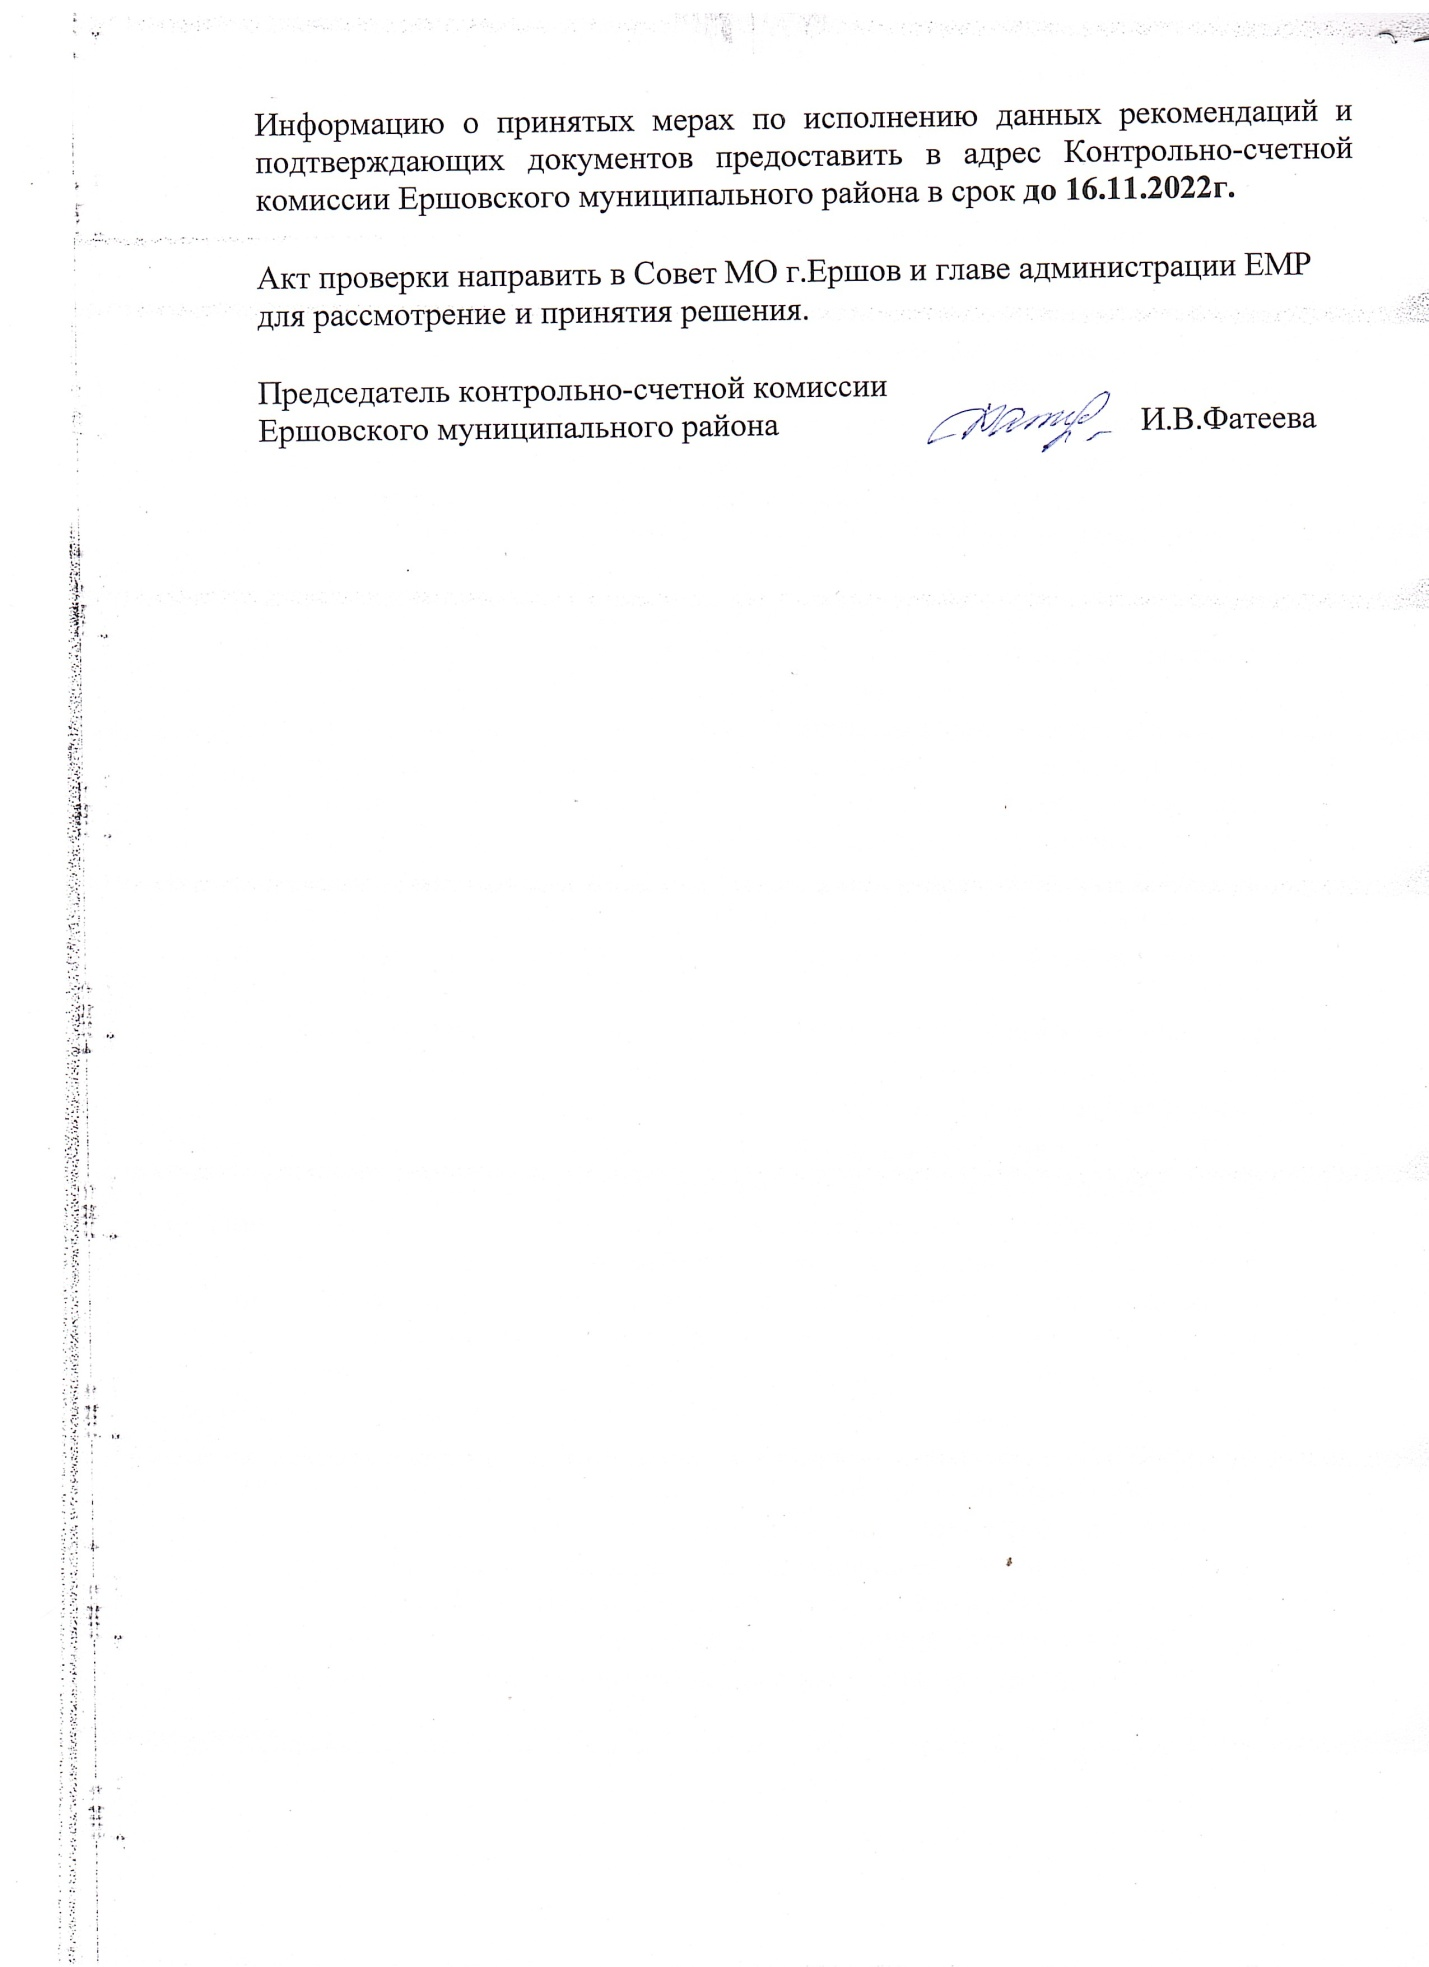 Информацию о принятых мерах по исполнению данных рекомендаций и
подтверждающих документов предоставить в адрес Контрольно-счетной
комиссии Ершовского муниципального района в срок до 16.11.2022г.
Акт проверки направить в Совет МО г.Ершов и главе администрации ЕМР
для рассмотрение и принятия решения.
Председатель контрольно-счетной комиссии
Ершовского муниципального района И.В.Фатеева